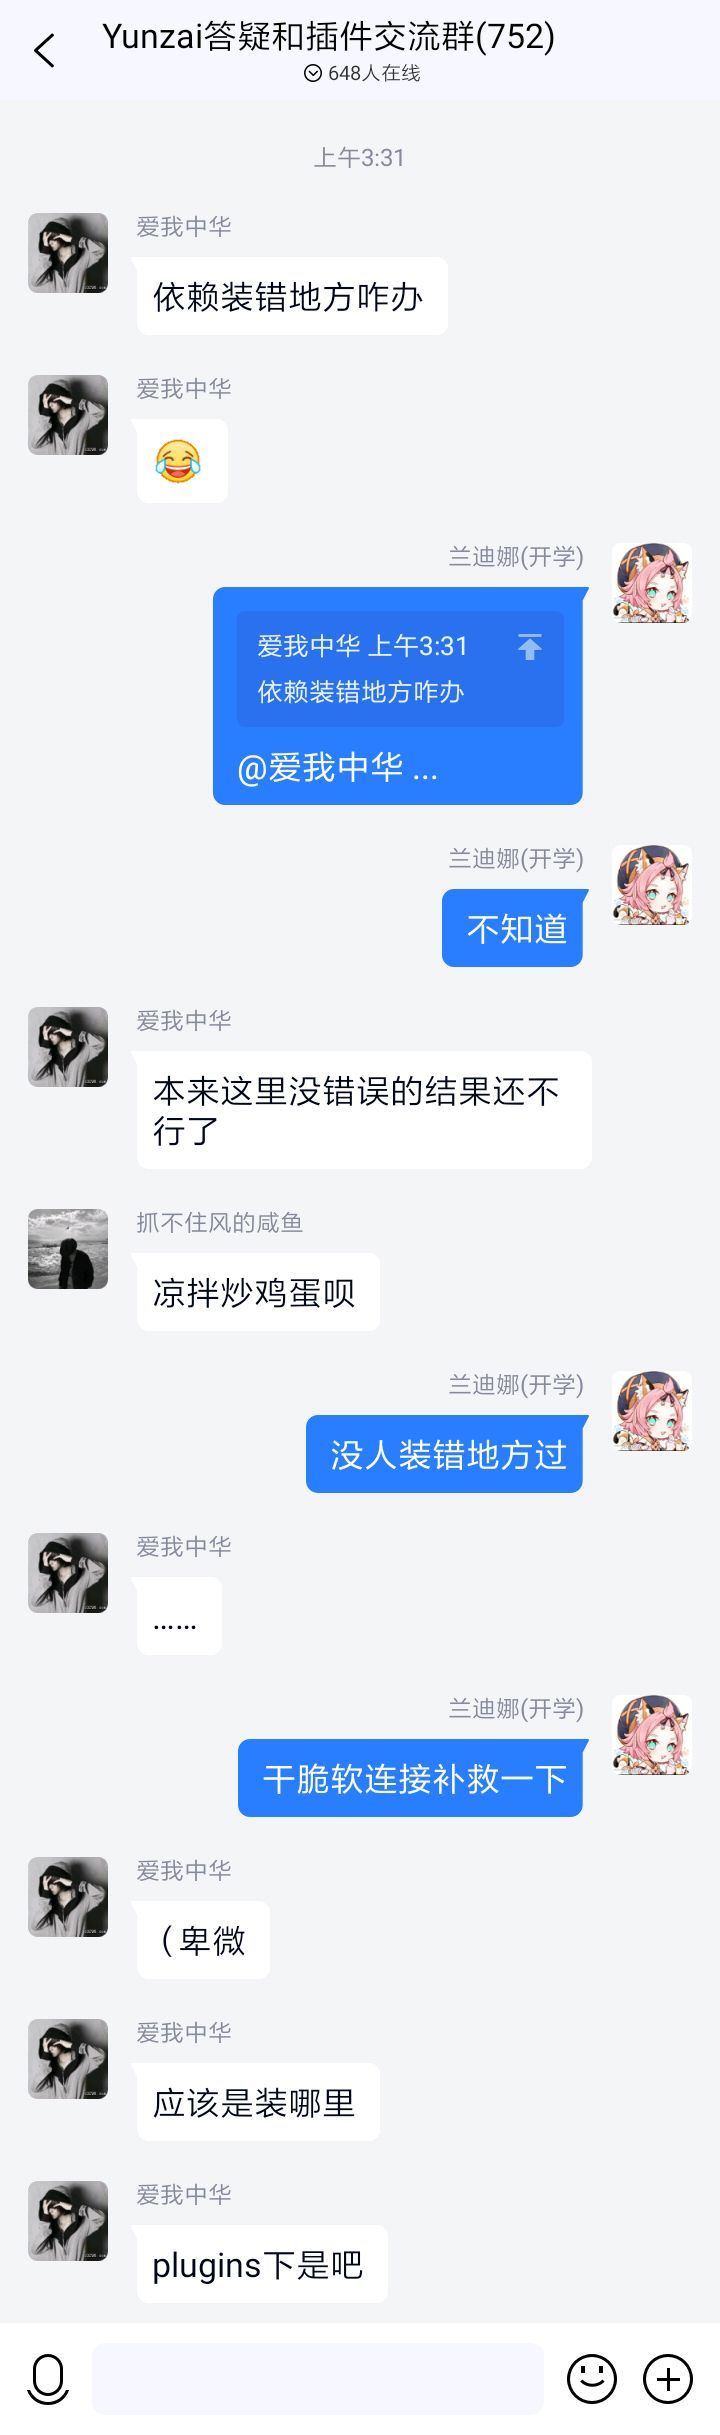 Yunzai答疑和插件交流群(752)
648人在线
上午3:31
爱我中华
依赖装错地方咋办
爱我中华
兰迪娜(开学)
爱我中华 上午3:31
依赖装错地方咋办
@爱我中华 ...
兰迪娜(开学)
不知道
爱我中华
本来这里没错误的结果还不
行了
抓不住风的咸鱼
凉拌炒鸡蛋呗
兰迪娜(开学)
没人装错地方过
爱我中华
......
兰迪娜(开学)
干脆软连接补救一下
爱我中华
（卑微
爱我中华
应该是装哪里
爱我中华
plugins下是吧